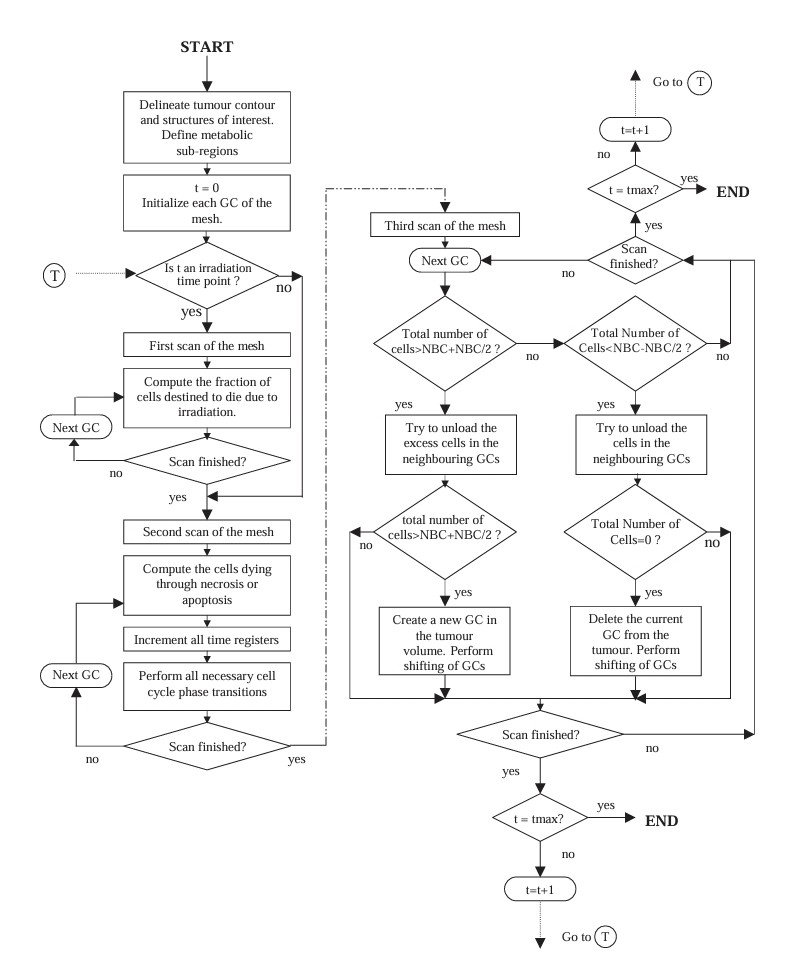 START
Delineate tumour contour
and structures of interest.
Define metabolic
sub-regions
t = 0
Initialize each GC of the
mesh.
T
Is t an irradiation
time point ?
no
yes
First scan of the mesh
Compute the fraction of
cells destined to die due to
irradiation.
Next GC
Scan finished?
no
yes
Second scan of the mesh
Compute the cells dying
through necrosis or
apoptosis
Increment all time registers
Next GC
Perform all necessary cell
cycle phase transitions
Scan finished?
no
yes
Go to T
t=t+1
no
t = tmax?
yes
END
yes
Third scan of the mesh
Next GC
Scan
finished?
no
Total number of
cells>NBC+NBC/2 ?
no
Total Number of
Cells<NBC-NBC/2 ?
no
yes
yes
Try to unload the
excess cells in the
neighbouring GCs
Try to unload the
cells in the
neighbouring GCs
total number of
cells>NBC+NBC/2 ?
no
Total Number of
Cells=0 ?
no
yes
yes
Create a new GC in
the tumour
volume. Perform
shifting of GCs
Delete the current
GC from the
tumour. Perform
shifting of GCs
Scan finished?
no
yes
t = tmax?
yes
END
no
t=t+1
Go to T